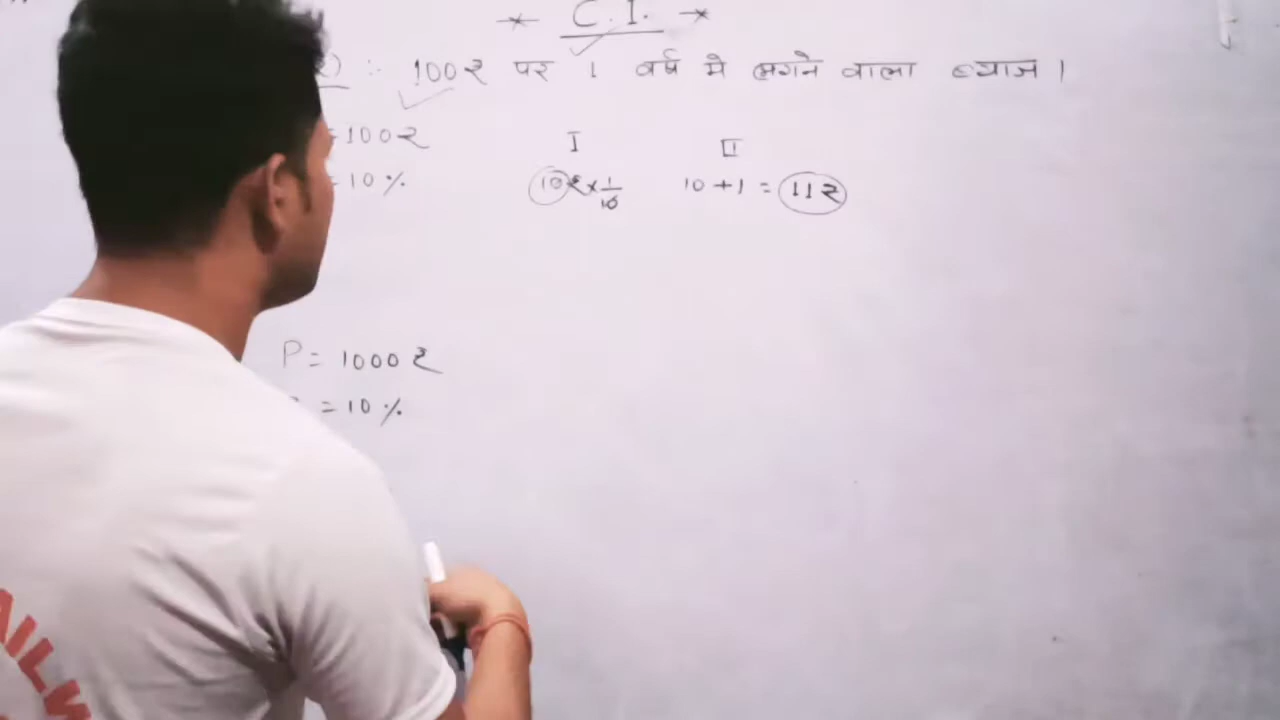 C. I.
:- 100₹ पर 1 वर्ष मे लगने वाला ब्याज ।
= 100₹ I II
= 10 % 10₹ × 1/10 10 + 1 = 11₹
P = 1000 ₹
= 10 %